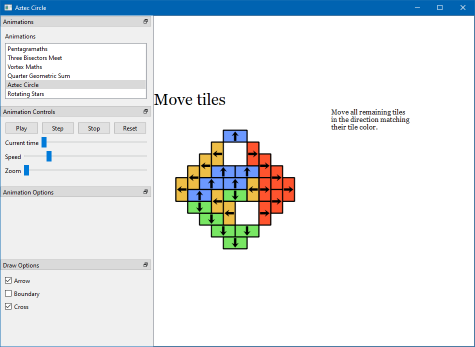 Aztec Circle
Animations
Animations
Pentagramaths
Three Bisectors Meet
Vortex Maths
Quarter Geometric Sum
Aztec Circle
Rotating Stars
Animation Controls
Play Step Stop Reset
Current time
Speed
Zoom
Animation Options
Draw Options
Arrow
Boundary
Cross
Move tiles
Move all remaining tiles
in the direction matching
their tile color.